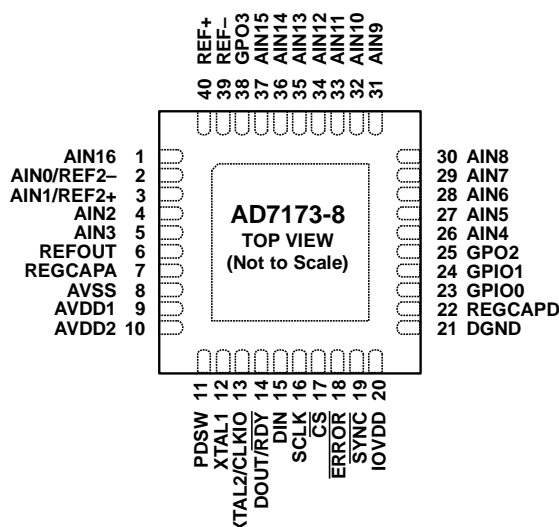 40 REF+
39 REF–
38 GPO3
37 AIN15
36 AIN14
35 AIN13
34 AIN12
33 AIN11
32 AIN10
31 AIN9
AIN16 1
AIN0/REF2– 2
AIN1/REF2+ 3
AIN2 4
AIN3 5
REFOUT 6
REGCAPA 7
AVSS 8
AVDD1 9
AVDD2 10
AD7173-8
TOP VIEW
(Not to Scale)
30 AIN8
29 AIN7
28 AIN6
27 AIN5
26 AIN4
25 GPO2
24 GPIO1
23 GPIO0
22 REGCAPD
21 DGND
PDSW 11
XTAL1 12
XTAL2/CLKIO 13
DOUT/RDY 14
DIN 15
SCLK 16
CS 17
ERROR 18
SYNC 19
IOVDD 20